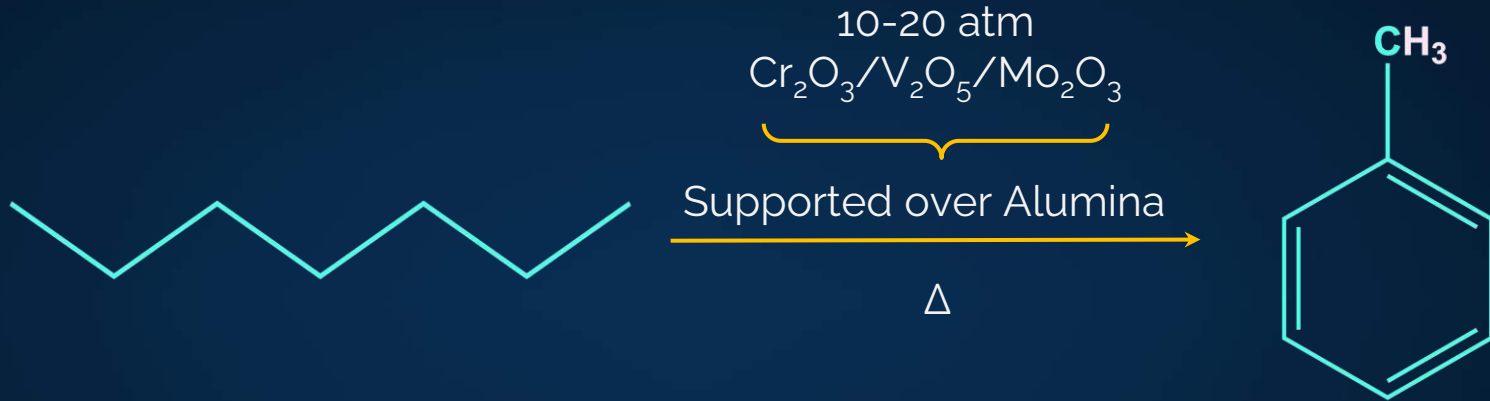 10-20 atm
Cr₂O₃/V₂O₅/Mo₂O₃
Supported over Alumina
Δ
CH₃